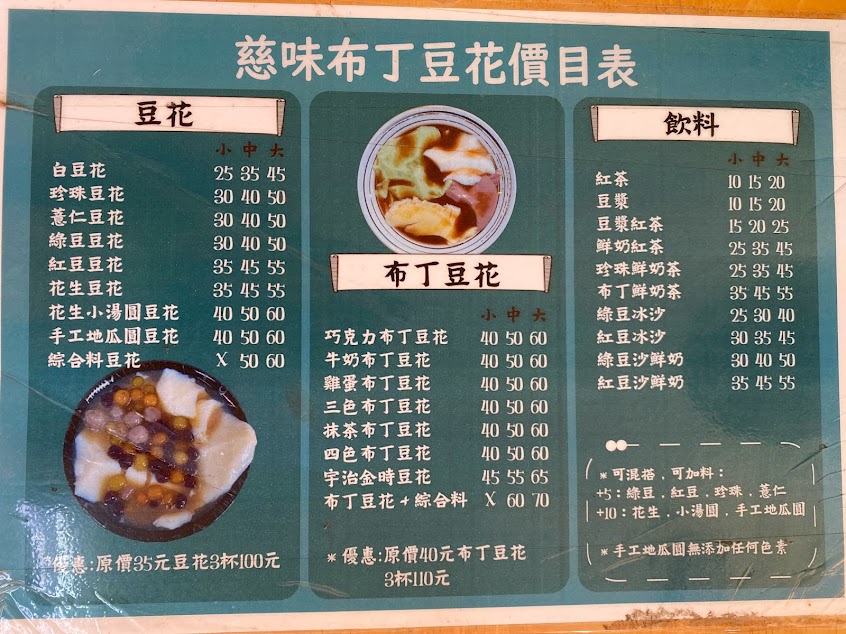 慈味布丁豆花價目表
豆花
小 中 大
白豆花 25 35 45
珍珠豆花 30 40 50
薏仁豆花 30 40 50
綠豆豆花 30 40 50
紅豆豆花 35 45 55
花生豆花 35 45 55
花生小湯圓豆花 40 50 60
手工地瓜圓豆花 40 50 60
綜合料豆花 X 50 60
*優惠:原價35元豆花3杯100元
布丁豆花
小 中 大
巧克力布丁豆花 40 50 60
牛奶布丁豆花 40 50 60
雞蛋布丁豆花 40 50 60
三色布丁豆花 40 50 60
抹茶布丁豆花 40 50 60
四色布丁豆花 40 50 60
宇治金時豆花 45 55 65
布丁豆花+綜合料 X 60 70
*優惠:原價40元布丁豆花
3杯110元
飲料
小 中 大
紅茶 10 15 20
豆漿 10 15 20
豆漿紅茶 15 20 25
鮮奶紅茶 25 35 45
珍珠鮮奶茶 25 35 45
布丁鮮奶茶 35 45 55
綠豆冰沙 25 30 40
紅豆冰沙 30 35 45
綠豆沙鮮奶 30 40 50
紅豆沙鮮奶 35 45 55
*可混搭.可加料:
+5:綠豆.紅豆.珍珠.薏仁
+10:花生.小湯圓.手工地瓜圓
*手工地瓜圓無添加任何色素